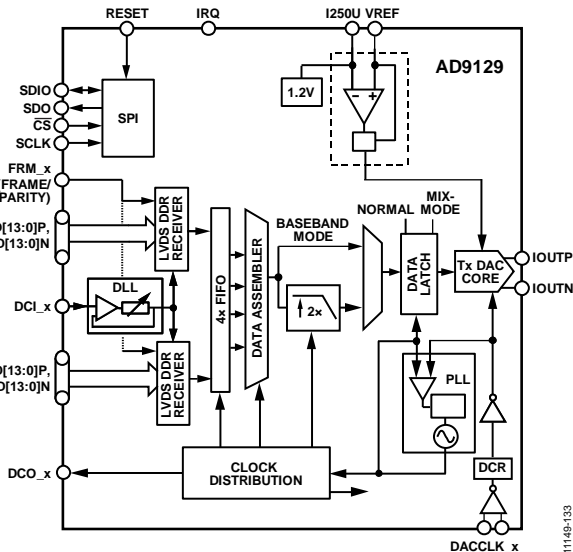 RESET
IRQ
I250U VREF
AD9129
1.2V
SDIO
SDO
CS
SCLK
SPI
FRM_x
FRAME/
PARITY)
[13:0]P,
[13:0]N
LVDS DDR
RECEIVER
DLL
DCI_x
4× FIFO
DATA ASSEMBLER
BASEBAND
MODE
2×
NORMAL
MIX-
MODE
DATA
LATCH
Tx DAC
CORE
IOUTP
IOUTN
[13:0]P,
[13:0]N
LVDS DDR
RECEIVER
PLL
DCO_x
CLOCK
DISTRIBUTION
DCR
DACCLK_x
11149-133